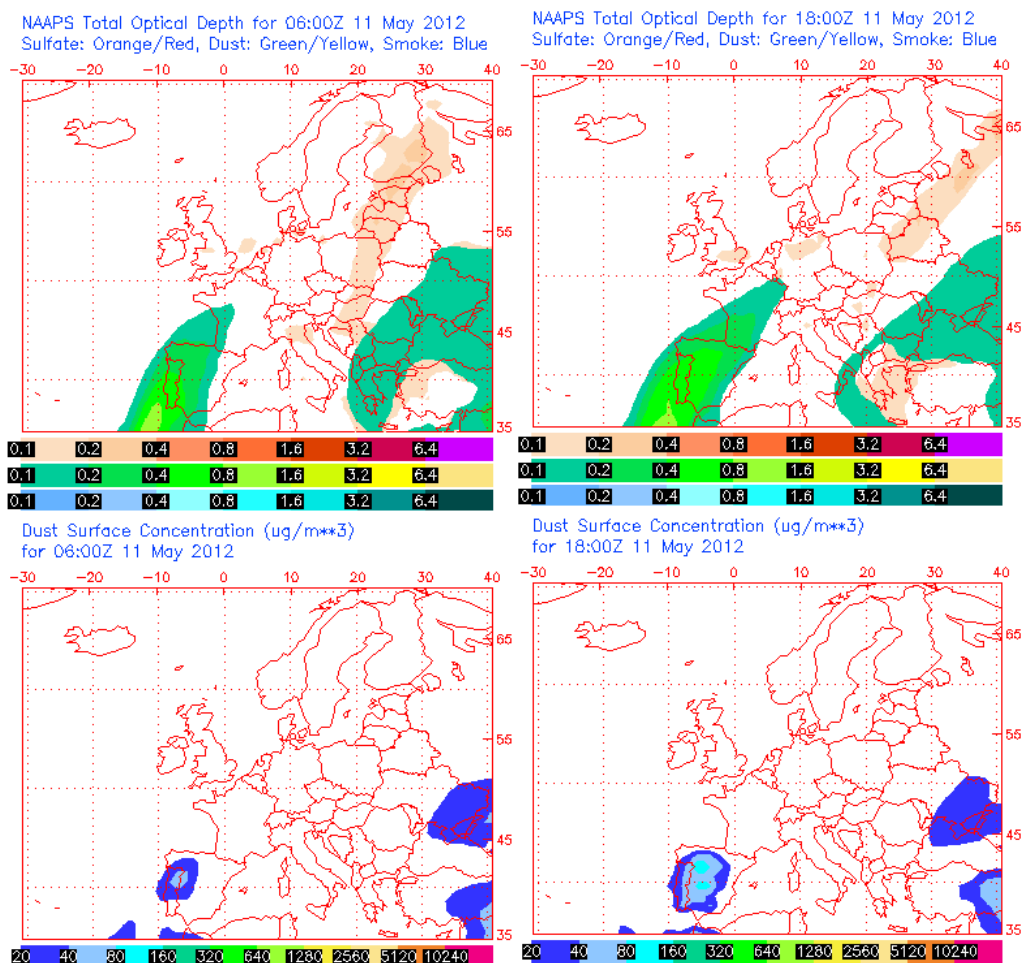 NAAPS Total Optical Depth for 06:00Z 11 May 2012
Sulfate: Orange/Red, Dust: Green/Yellow, Smoke: Blue
-30 -20 -10 0 10 20 30 40
65
55
45
35
0.1 0.2 0.4 0.8 1.6 3.2 6.4
0.1 0.2 0.4 0.8 1.6 3.2 6.4
0.1 0.2 0.4 0.8 1.6 3.2 6.4
NAAPS Total Optical Depth for 18:00Z 11 May 2012
Sulfate: Orange/Red, Dust: Green/Yellow, Smoke: Blue
-30 -20 -10 0 10 20 30 40
65
55
45
35
0.1 0.2 0.4 0.8 1.6 3.2 6.4
0.1 0.2 0.4 0.8 1.6 3.2 6.4
0.1 0.2 0.4 0.8 1.6 3.2 6.4
Dust Surface Concentration (ug/m**3)
for 06:00Z 11 May 2012
-30 -20 -10 0 10 20 30 40
65
55
45
35
20 40 80 160 320 640 1280 2560 5120 10240
Dust Surface Concentration (ug/m**3)
for 18:00Z 11 May 2012
-30 -20 -10 0 10 20 30 40
65
55
45
35
20 40 80 160 320 640 1280 2560 5120 10240